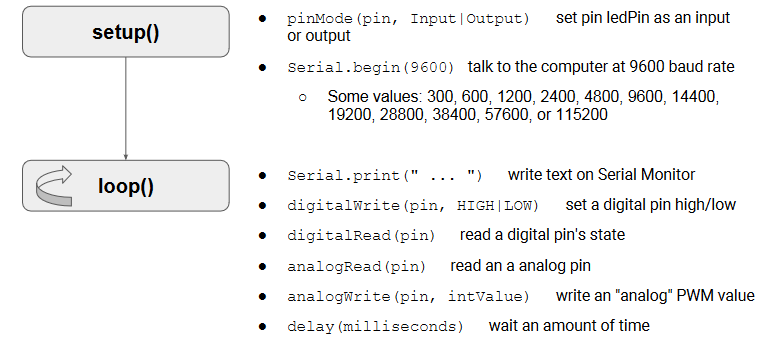 setup()
● pinMode(pin, Input|Output) set pin ledPin as an input
or output
● Serial.begin(9600) talk to the computer at 9600 baud rate
○ Some values: 300, 600, 1200, 2400, 4800, 9600, 14400,
19200, 28800, 38400, 57600, or 115200
loop()
● Serial.print(" ... ") write text on Serial Monitor
● digitalWrite(pin, HIGH|LOW) set a digital pin high/low
● digitalRead(pin) read a digital pin's state
● analogRead(pin) read an a analog pin
● analogWrite(pin, intValue) write an "analog" PWM value
● delay(milliseconds) wait an amount of time